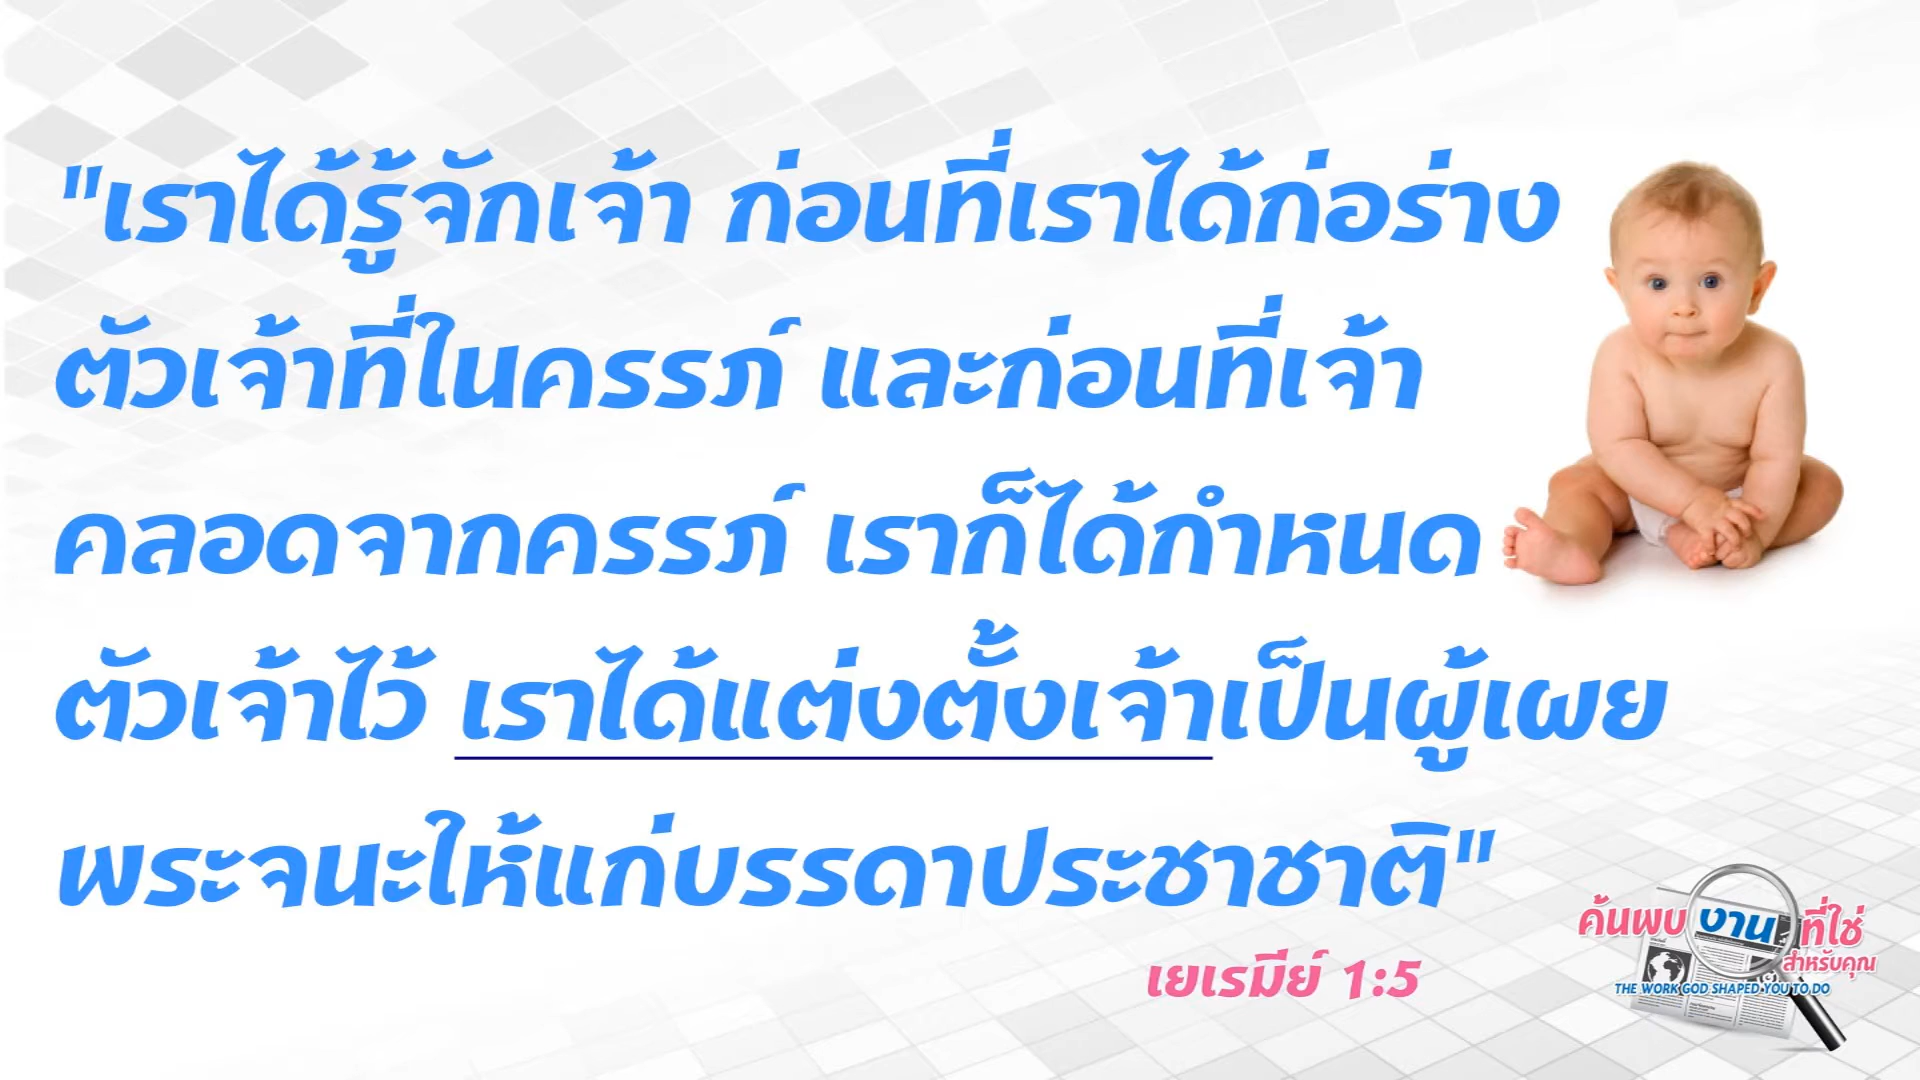 "เราได้รู้จักเจ้า ก่อนที่เราได้ก่อร่าง
ตัวเจ้าที่ในครรภ์ และก่อนที่เจ้า
คลอดจากครรภ์ เราก็ได้กำหนด
ตัวเจ้าไว้ เราได้แต่งตั้งเจ้าเป็นผู้เผย
พระจนะให้แก่บรรดาประชาชาติ"
เยเรมีย์ 1:5
ค้นพบ งาน ที่ใช่
สำหรับคุณ
THE WORK GOD SHAPED YOU TO DO